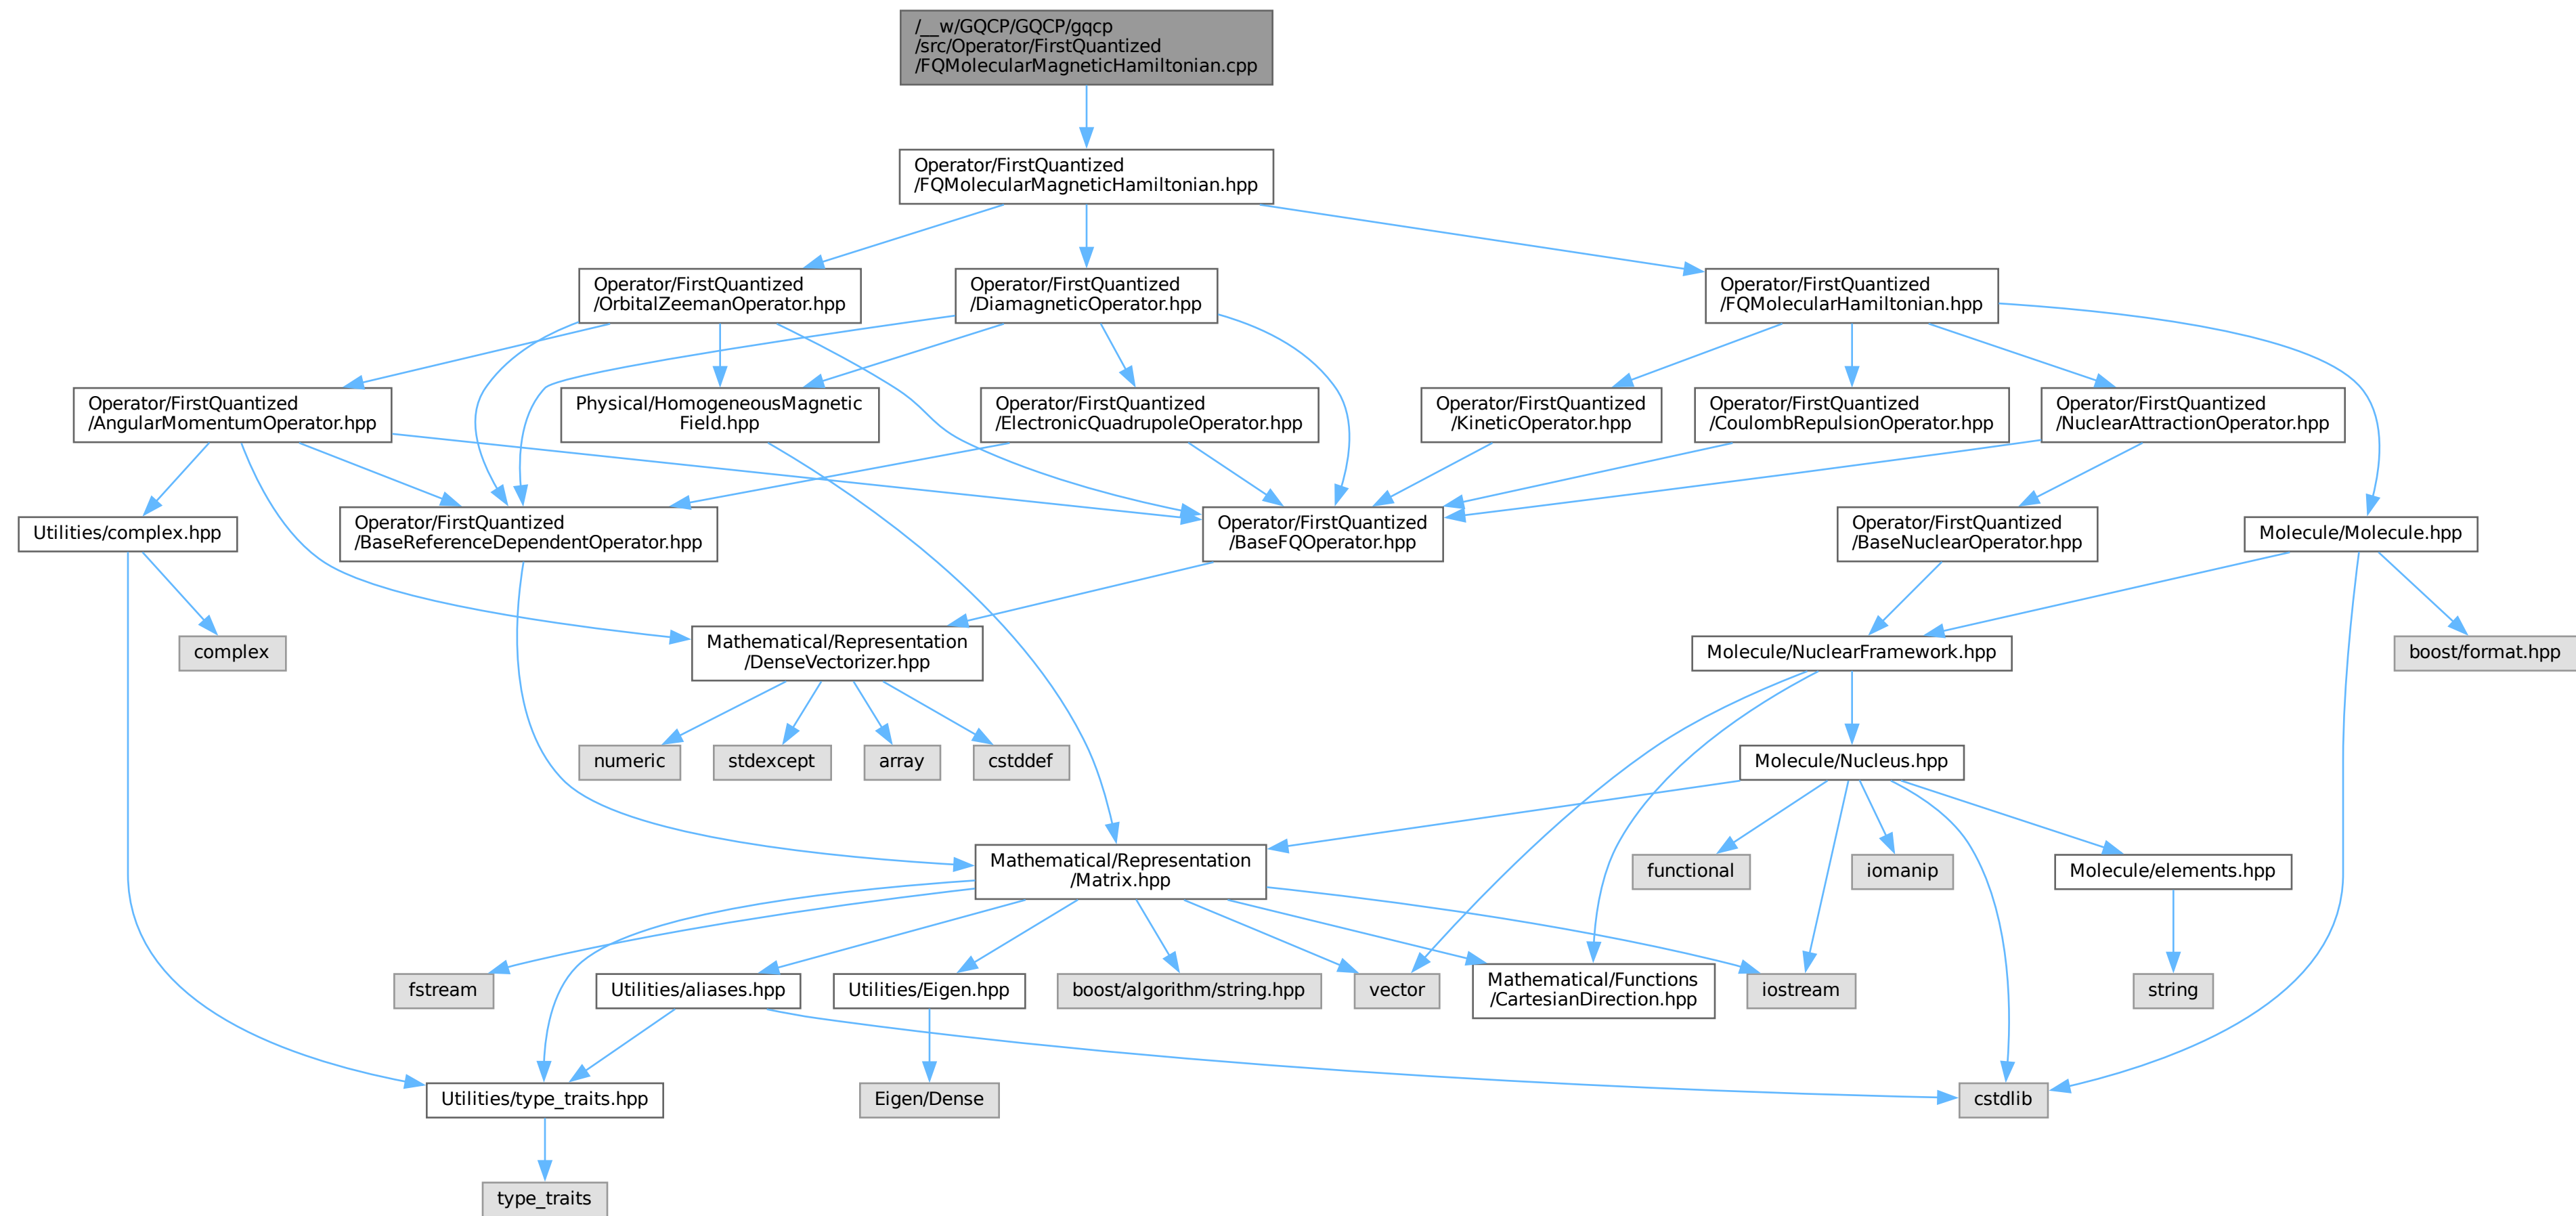 /__w/GQCP/GQCP/gqcp
/src/Operator/FirstQuantized
/FQMolecularMagneticHamiltonian.cpp
Operator/FirstQuantized
/FQMolecularMagneticHamiltonian.hpp
Operator/FirstQuantized
/OrbitalZeemanOperator.hpp
Operator/FirstQuantized
/DiamagneticOperator.hpp
Operator/FirstQuantized
/FQMolecularHamiltonian.hpp
Operator/FirstQuantized
/AngularMomentumOperator.hpp
Physical/HomogeneousMagnetic
Field.hpp
Operator/FirstQuantized
/ElectronicQuadrupoleOperator.hpp
Operator/FirstQuantized
/KineticOperator.hpp
Operator/FirstQuantized
/CoulombRepulsionOperator.hpp
Operator/FirstQuantized
/NuclearAttractionOperator.hpp
Utilities/complex.hpp
Operator/FirstQuantized
/BaseReferenceDependentOperator.hpp
Operator/FirstQuantized
/BaseFQOperator.hpp
Operator/FirstQuantized
/BaseNuclearOperator.hpp
Molecule/Molecule.hpp
complex
Mathematical/Representation
/DenseVectorizer.hpp
Molecule/NuclearFramework.hpp
boost/format.hpp
numeric
stdexcept
array
cstddef
Molecule/Nucleus.hpp
Mathematical/Representation
/Matrix.hpp
functional
iomanip
Molecule/elements.hpp
fstream
Utilities/aliases.hpp
Utilities/Eigen.hpp
boost/algorithm/string.hpp
vector
Mathematical/Functions
/CartesianDirection.hpp
iostream
string
Utilities/type_traits.hpp
Eigen/Dense
cstdlib
type_traits